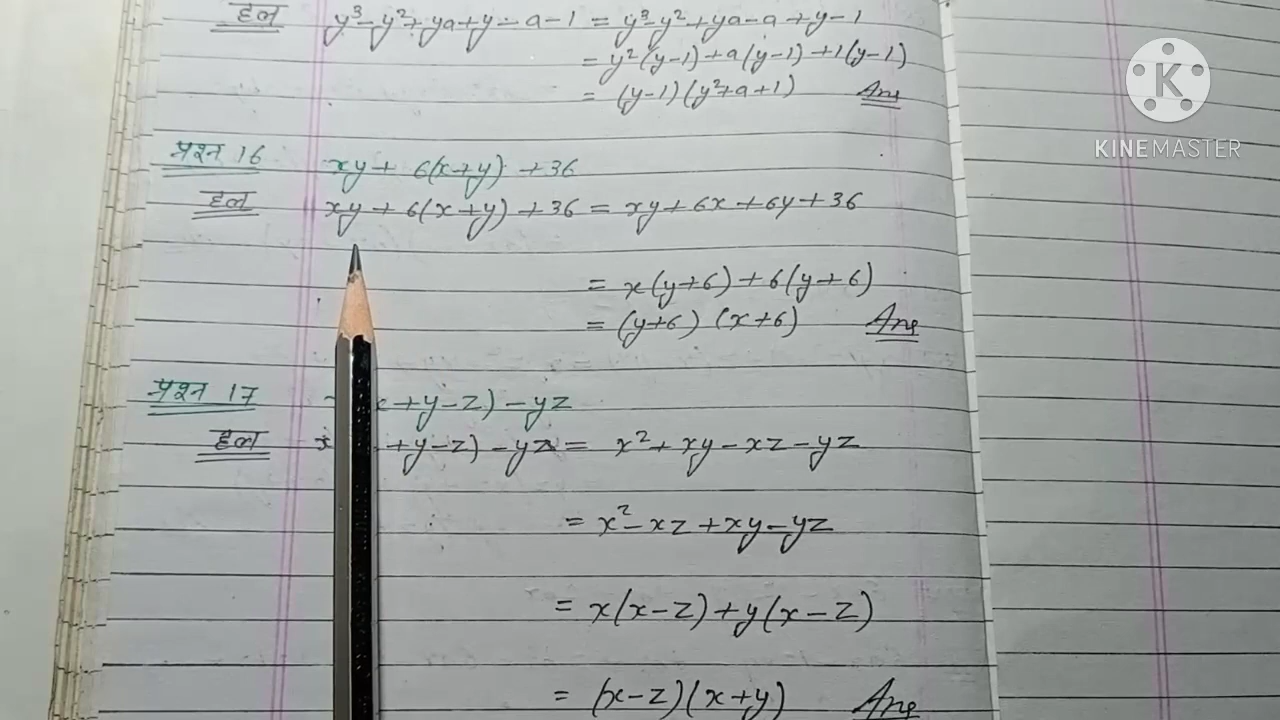 हल y³-y²+ya+y-a-1 = y³-y²+ya-a+y-1
= y²(y-1)+a(y-1)+1(y-1)
= (y-1)(y²+a+1) Ans
K
KINEMASTER
प्रश्न 16 xy+ 6(x+y) +36
हल xy+6(x+y)+36 = xy+6x+6y+36
= x(y+6)+6(y+6)
= (y+6) (x+6) Ans
प्रश्न 17 +y-z) -yz
हल +y-z) -yz = x²+xy-xz-yz
= x²-xz+xy-yz
= x(x-z)+y(x-z)
= (x-z)(x+y) Ans